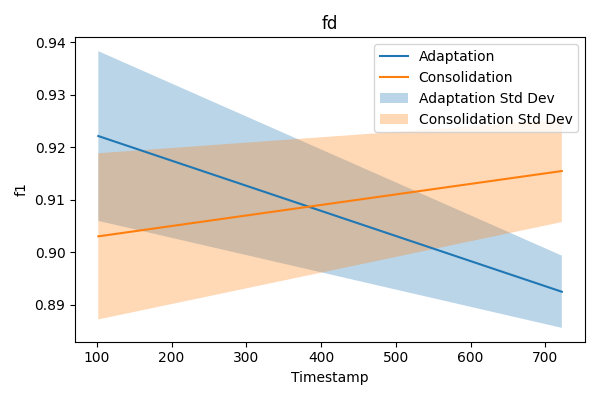 fd
0.94
0.93
0.92
0.91
0.90
0.89
f1
Adaptation
Consolidation
Adaptation Std Dev
Consolidation Std Dev
100
200
300
400
500
600
700
Timestamp